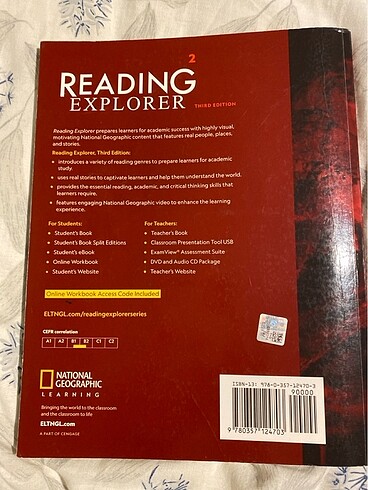 2
READING
EXPLORER THIRD EDITION
Reading Explorer prepares learners for academic success with highly visual,
motivating National Geographic content that features real people, places,
and stories.
Reading Explorer, Third Edition:
• introduces a variety of reading genres to prepare learners for academic
study.
• uses real stories to captivate learners and help them understand the world.
• provides the essential reading, academic, and critical thinking skills that
learners require.
• features engaging National Geographic video to enhance the learning
experience.
For Students:
• Student's Book
• Student's Book Split Editions
• Student's eBook
• Online Workbook
• Student's Website
For Teachers:
• Teacher's Book
• Classroom Presentation Tool USB
• ExamView® Assessment Suite
• DVD and Audio CD Package
• Teacher's Website
Online Workbook Access Code Included
ELTNGL.com/readingexplorerseries
CEFR correlation
A1 A2 B1 B2 C1 C2
NATIONAL
GEOGRAPHIC
LEARNING
Bringing the world to the classroom
and the classroom to life
ELTNGL.com
A PART OF CENGAGE
ISBN-13: 978-0-357-12470-3
90000
9 780357 124703